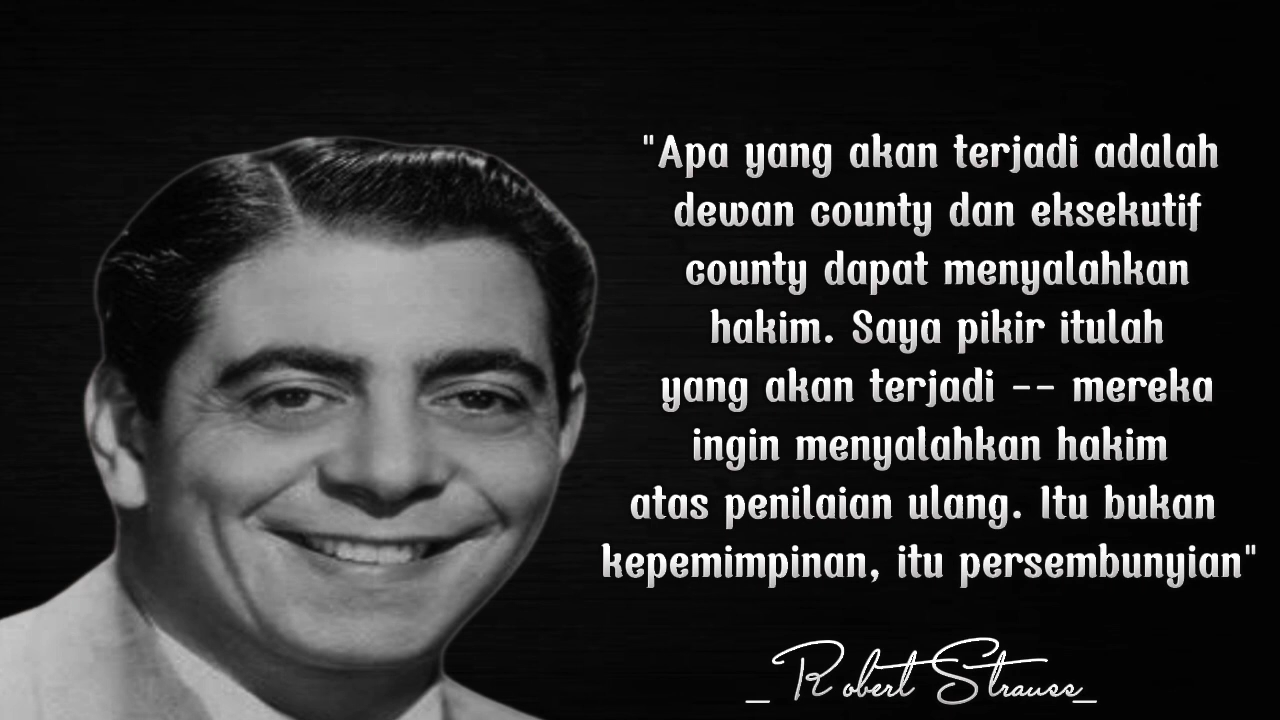 "Apa yang akan terjadi adalah
dewan county dan eksekutif
county dapat menyalahkan
hakim. Saya pikir itulah
yang akan terjadi -- mereka
ingin menyalahkan hakim
atas penilaian ulang. Itu bukan
kepemimpinan, itu persembunyian"
_Robert Strauss_